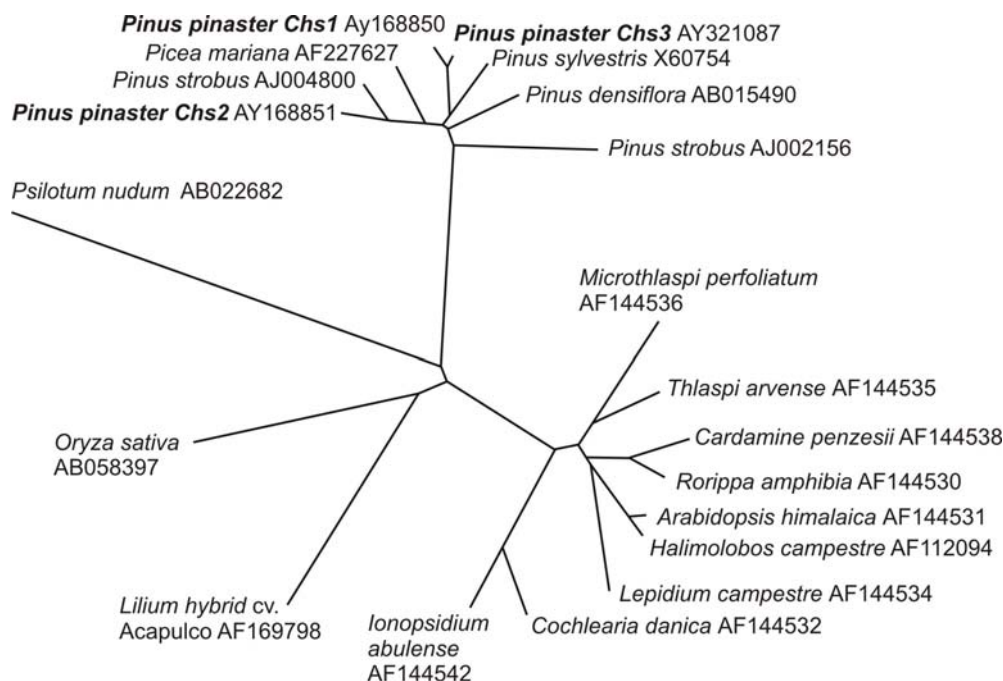 Pinus pinaster Chs1 Ay168850
Pinus pinaster Chs3 AY321087
Picea mariana AF227627
Pinus sylvestris X60754
Pinus strobus AJ004800
Pinus densiflora AB015490
Pinus pinaster Chs2 AY168851
Pinus strobus AJ002156
Psilotum nudum AB022682
Microthlaspi perfoliatum
AF144536
Thlaspi arvense AF144535
Cardamine penzesii AF144538
Oryza sativa
AB058397
Rorippa amphibia AF144530
Arabidopsis himalaica AF144531
Halimolobos campestre AF112094
Lepidium campestre AF144534
Lilium hybrid cv.
Acapulco AF169798
Ionopsidium
abulense
AF144542
Cochlearia danica AF144532